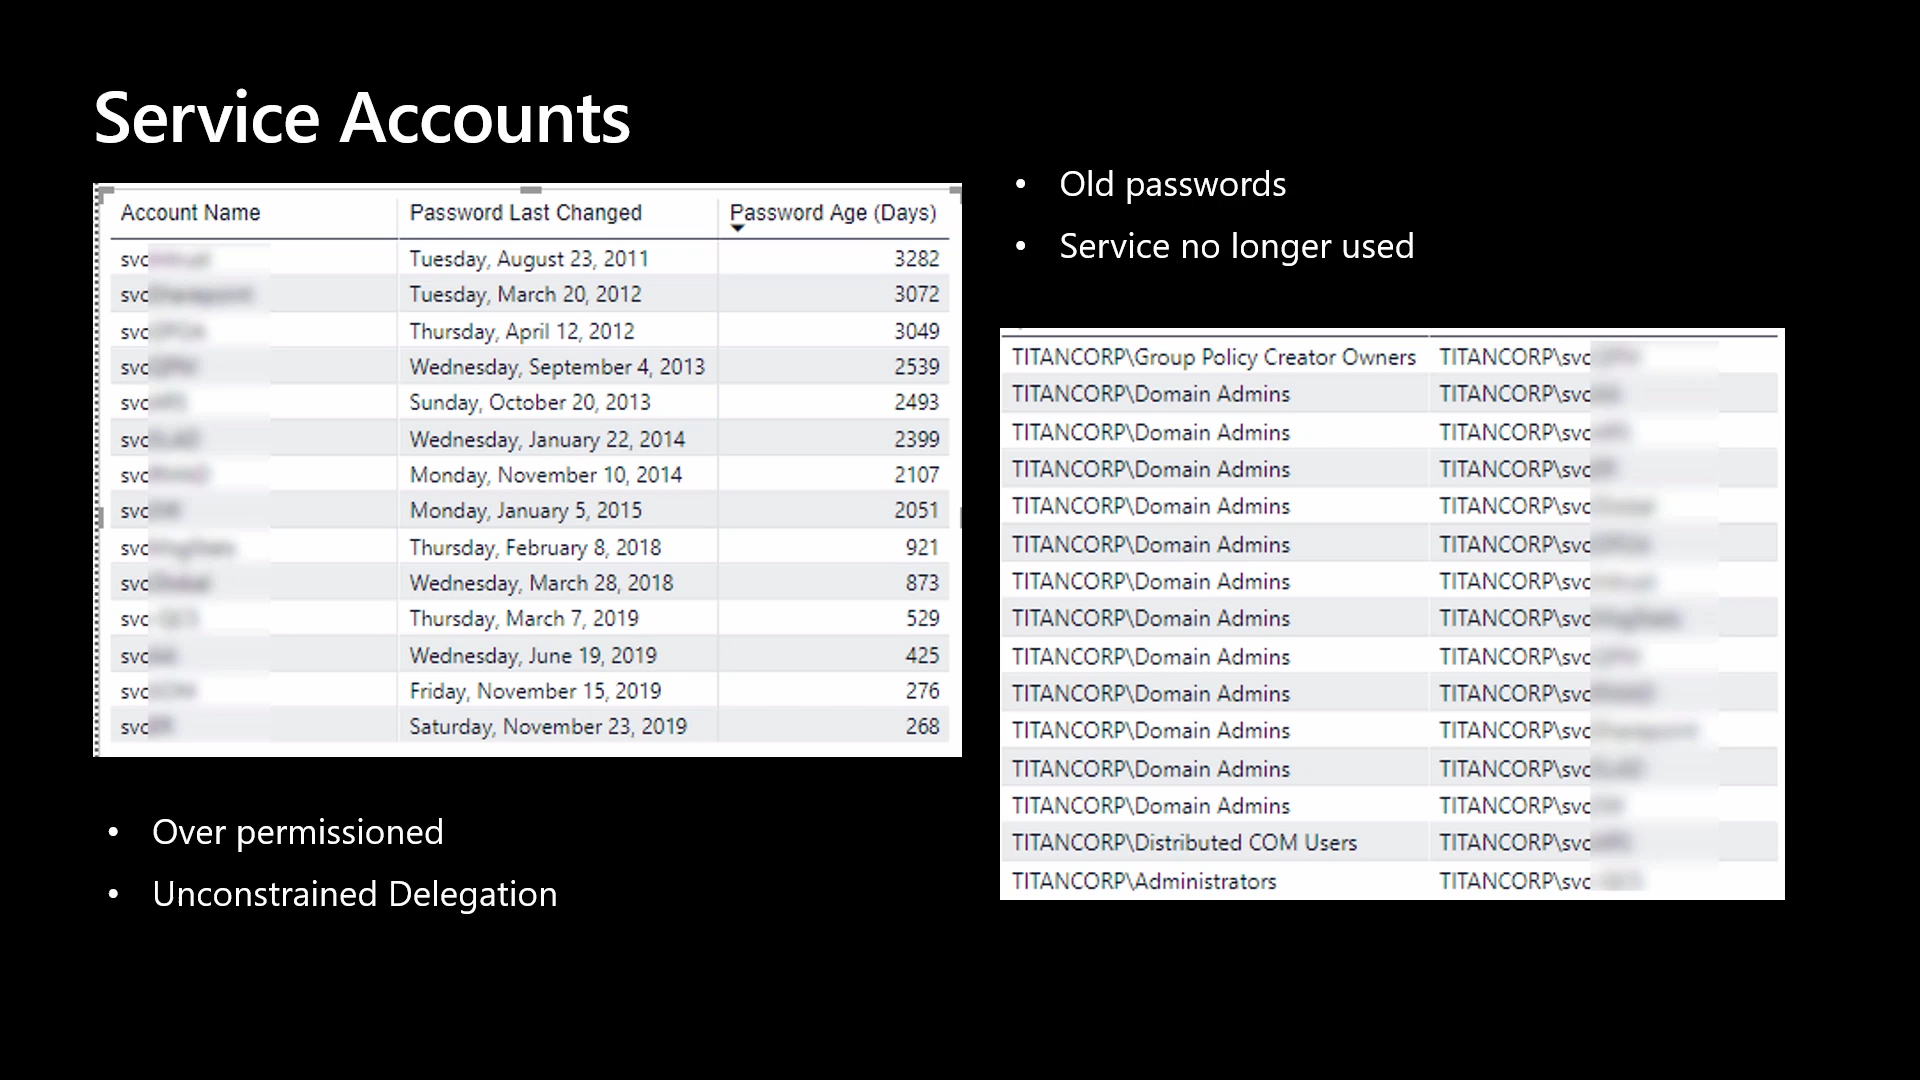 Service Accounts
Account Name Password Last Changed Password Age (Days)
svc Tuesday, August 23, 2011 3282
svc Tuesday, March 20, 2012 3072
svc Thursday, April 12, 2012 3049
svc Wednesday, September 4, 2013 2539
svc Sunday, October 20, 2013 2493
svc Wednesday, January 22, 2014 2399
svc Monday, November 10, 2014 2107
svc Monday, January 5, 2015 2051
svc Thursday, February 8, 2018 921
svc Wednesday, March 28, 2018 873
svc Thursday, March 7, 2019 529
svc Wednesday, June 19, 2019 425
svc Friday, November 15, 2019 276
svc Saturday, November 23, 2019 268
• Over permissioned
• Unconstrained Delegation
• Old passwords
• Service no longer used
TITANCORP\Group Policy Creator Owners TITANCORP\svc
TITANCORP\Domain Admins TITANCORP\svc
TITANCORP\Domain Admins TITANCORP\svc
TITANCORP\Domain Admins TITANCORP\svc
TITANCORP\Domain Admins TITANCORP\svc
TITANCORP\Domain Admins TITANCORP\svc
TITANCORP\Domain Admins TITANCORP\svc
TITANCORP\Domain Admins TITANCORP\svc
TITANCORP\Domain Admins TITANCORP\svc
TITANCORP\Domain Admins TITANCORP\svc
TITANCORP\Domain Admins TITANCORP\svc
TITANCORP\Domain Admins TITANCORP\svc
TITANCORP\Domain Admins TITANCORP\svc
TITANCORP\Distributed COM Users TITANCORP\svc
TITANCORP\Administrators TITANCORP\svc